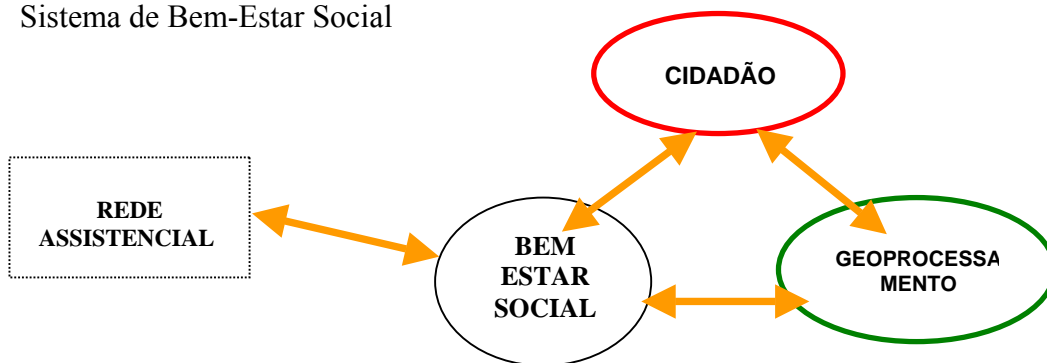 Sistema de Bem-Estar Social
CIDADÃO
REDE
ASSISTENCIAL
BEM
ESTAR
SOCIAL
GEOPROCESSA
MENTO